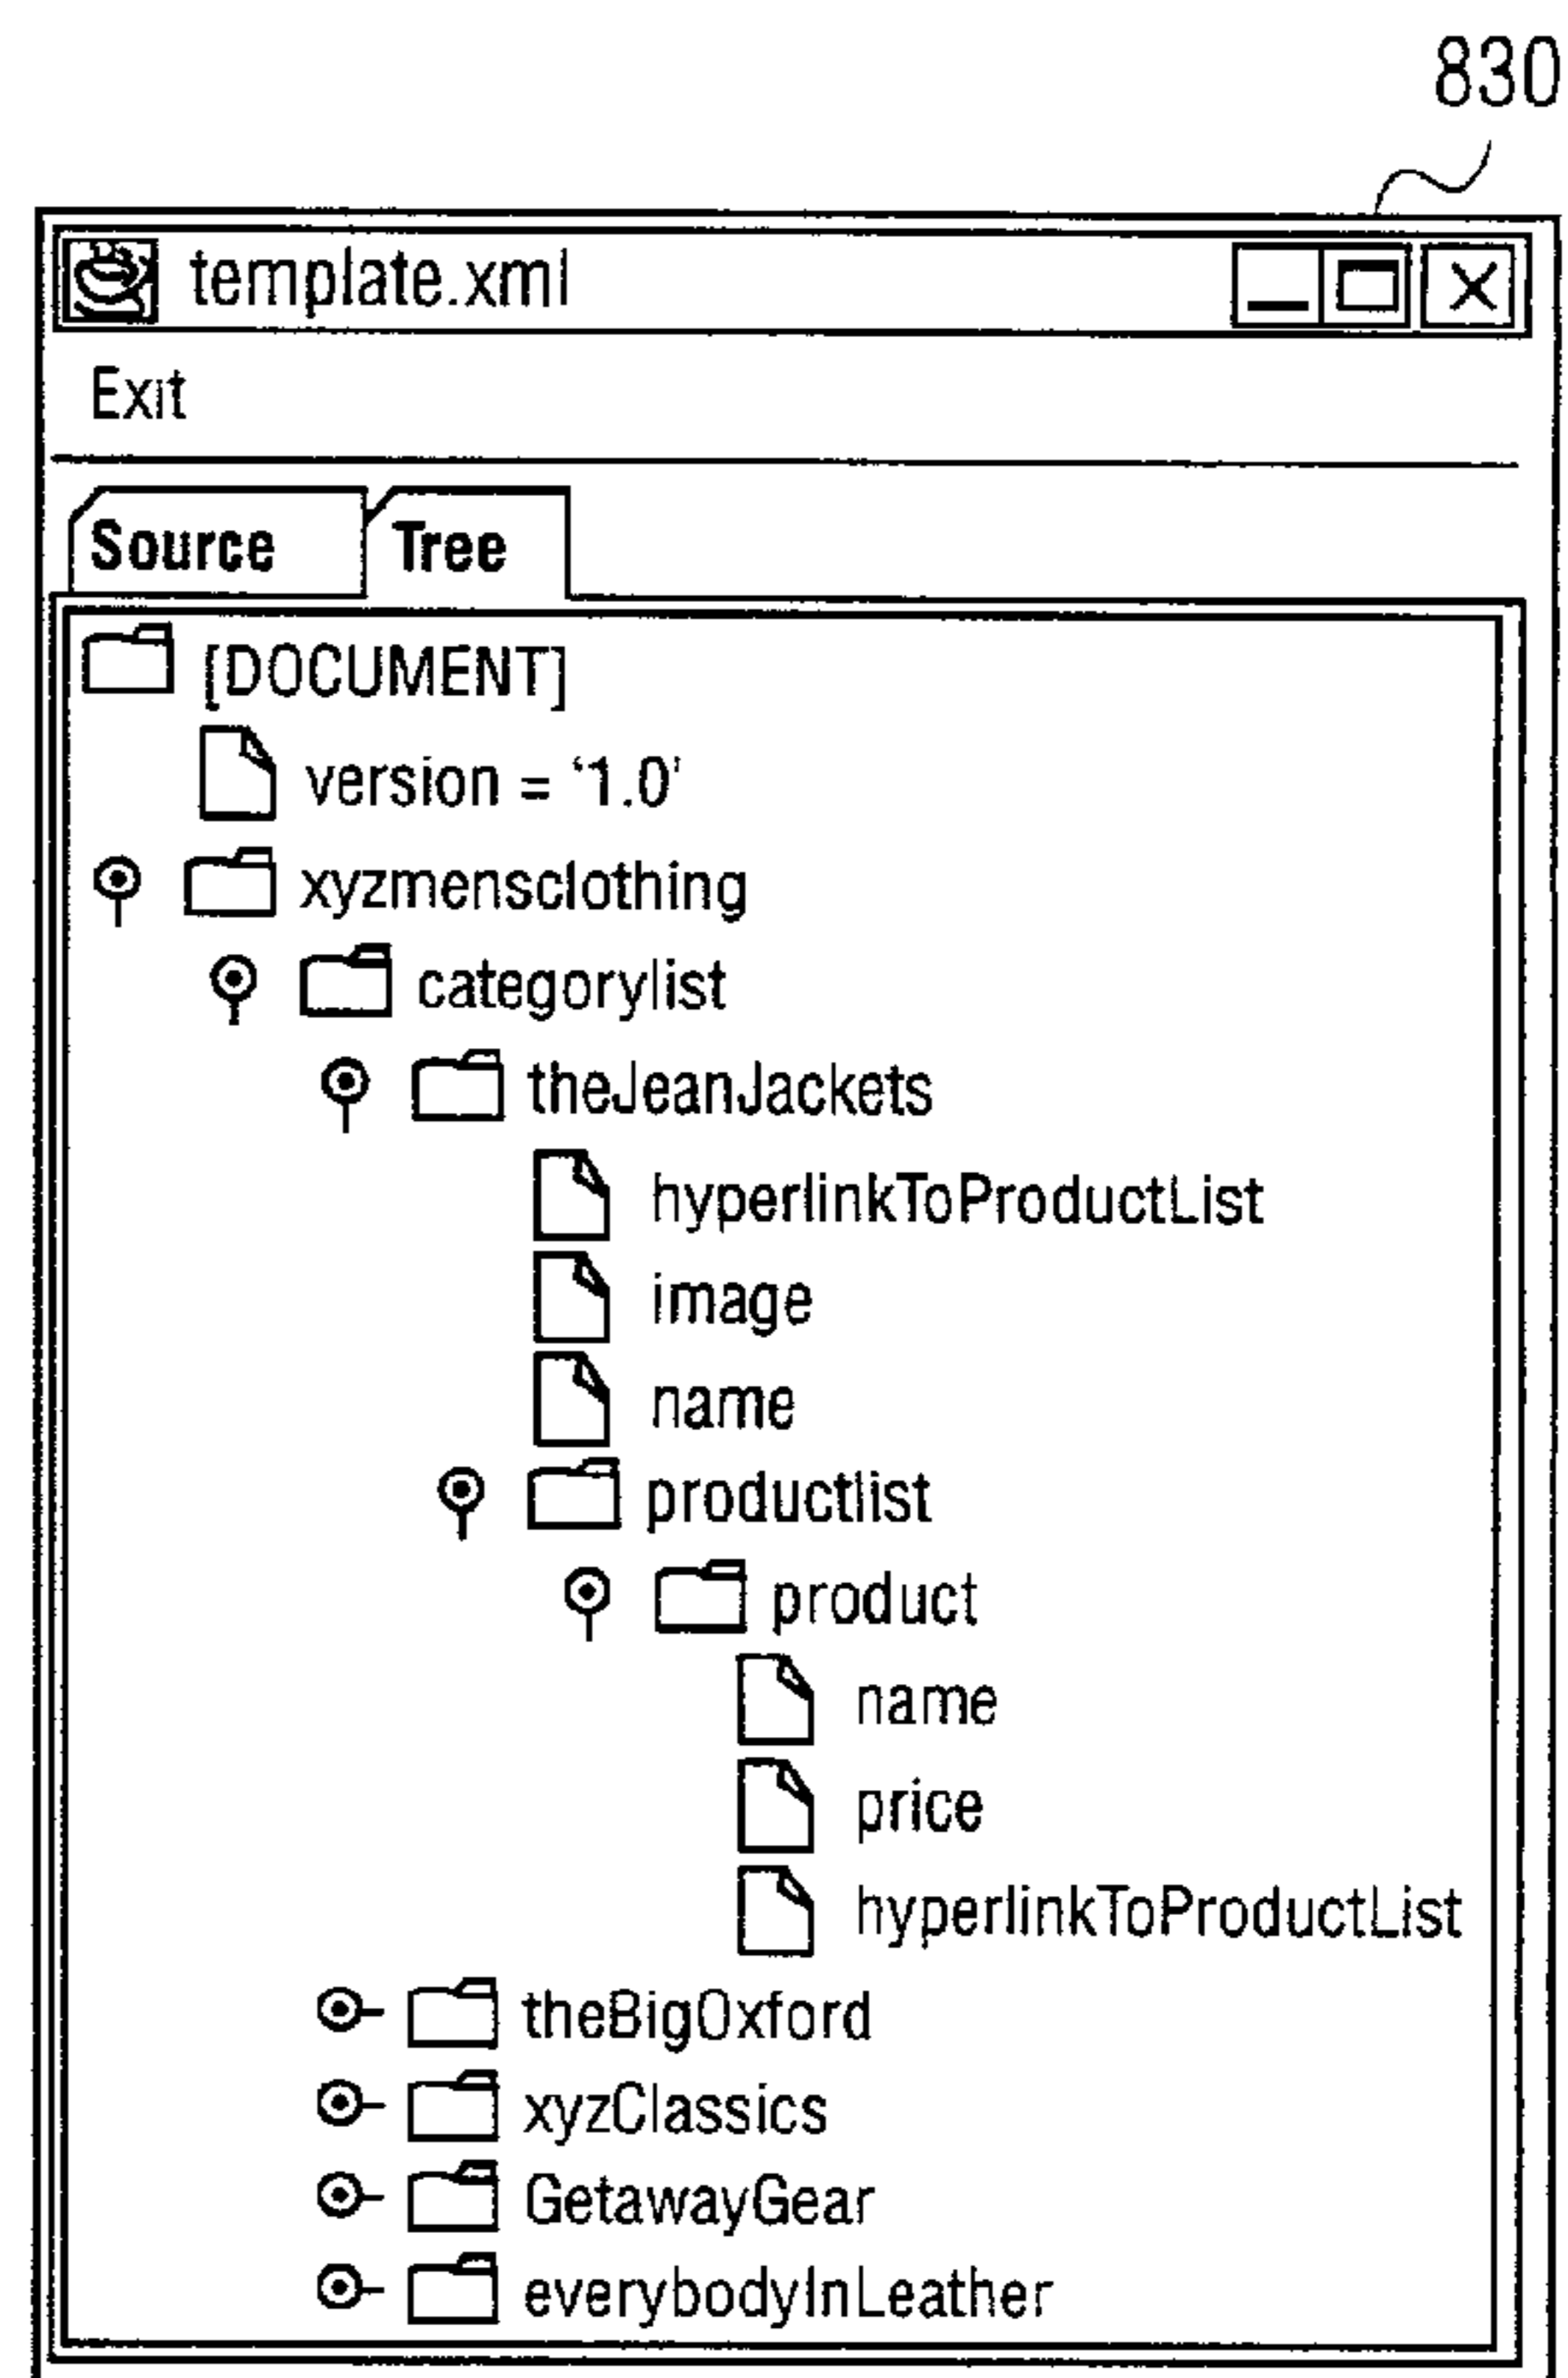 830
template.xml
Exit
Source Tree
[DOCUMENT]
version = ‘1.0’
xyzmensclothing
categorylist
theJeanJackets
hyperlinkToProductList
image
name
productlist
product
name
price
hyperlinkToProductList
theBigOxford
xyzClassics
GetawayGear
everybodyInLeather